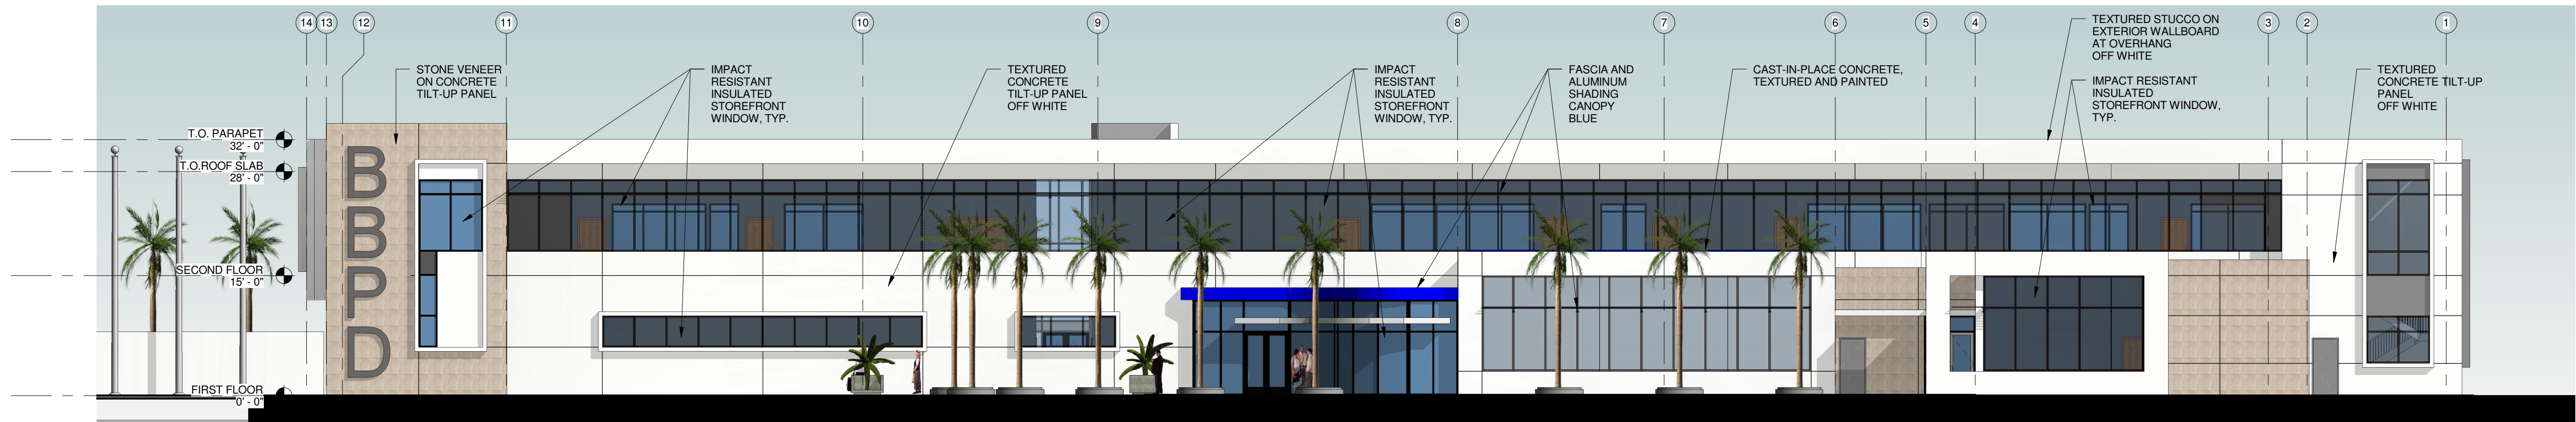 14
13
12
11
10
9
8
7
6
5
4
3
2
1
STONE VENEER
ON CONCRETE
TILT-UP PANEL
IMPACT
RESISTANT
INSULATED
STOREFRONT
WINDOW, TYP.
TEXTURED
CONCRETE
TILT-UP PANEL
OFF WHITE
IMPACT
RESISTANT
INSULATED
STOREFRONT
WINDOW, TYP.
FASCIA AND
ALUMINUM
SHADING
CANOPY
BLUE
CAST-IN-PLACE CONCRETE,
TEXTURED AND PAINTED
TEXTURED STUCCO ON
EXTERIOR WALLBOARD
AT OVERHANG
OFF WHITE
IMPACT RESISTANT
INSULATED
STOREFRONT WINDOW,
TYP.
TEXTURED
CONCRETE TILT-UP
PANEL
OFF WHITE
T.O. PARAPET
32' - 0"
T.O.ROOF SLAB
28' - 0"
SECOND FLOOR
15' - 0"
FIRST FLOOR
0' - 0"
B
B
P
D